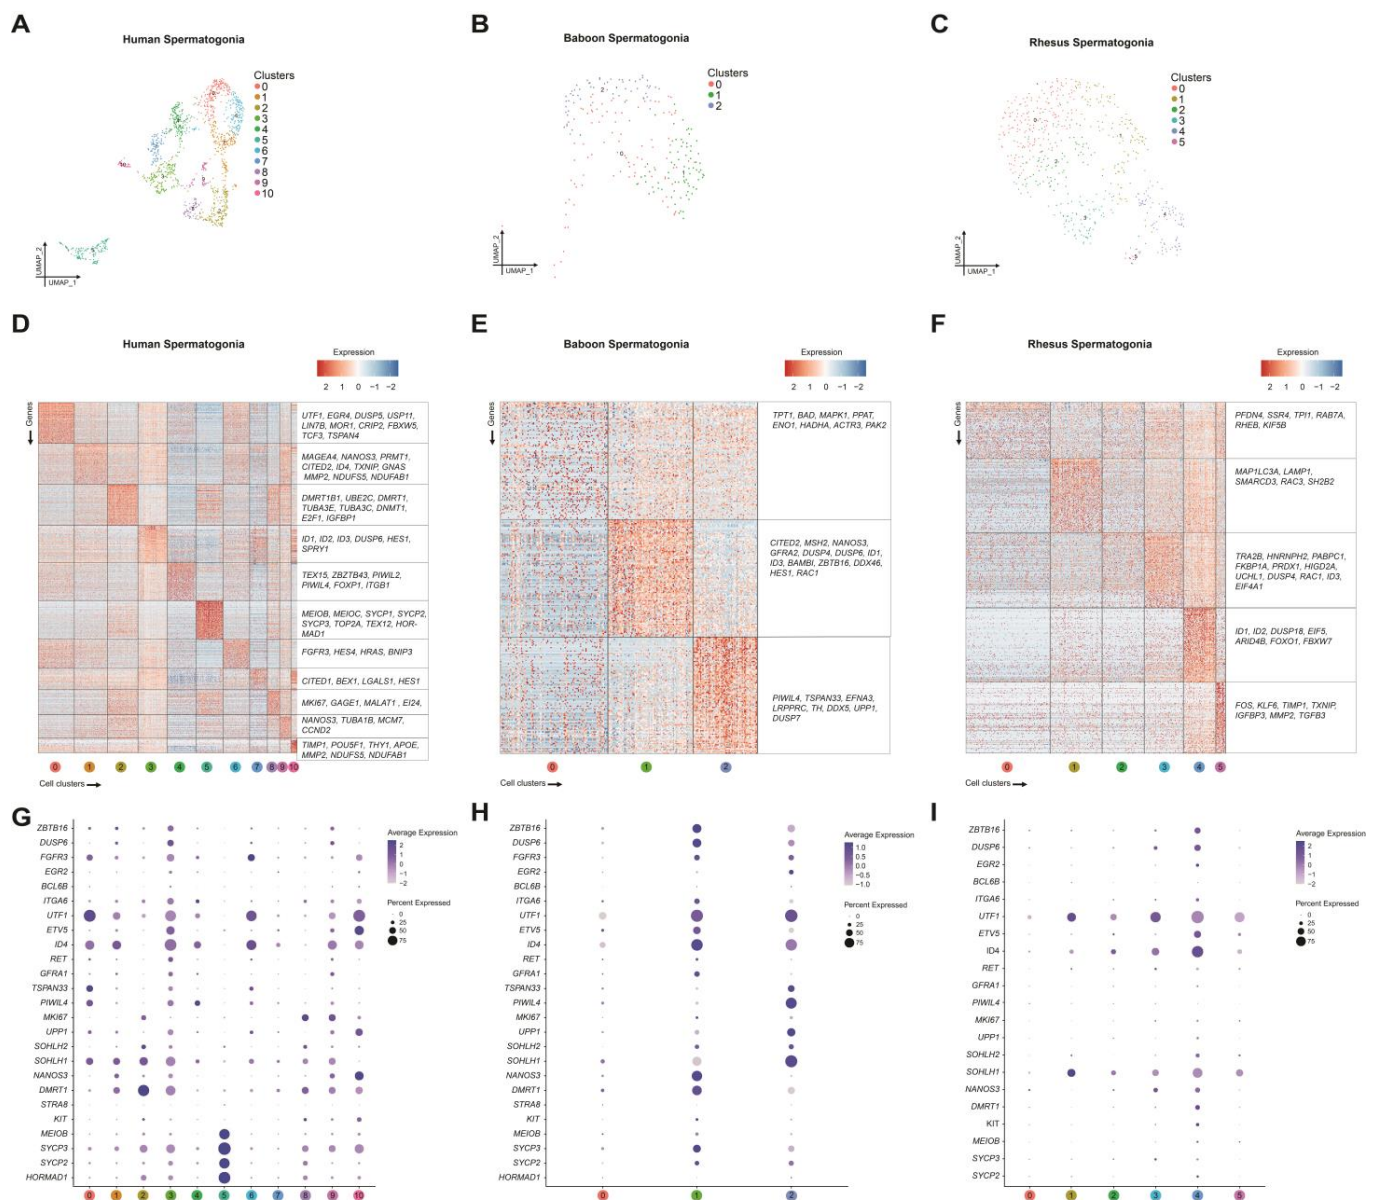 A
Human Spermatogonia
Clusters
0
1
2
3
4
5
6
7
8
9
10
UMAP_2
UMAP_1
B
Baboon Spermatogonia
Clusters
0
1
2
UMAP_2
UMAP_1
C
Rhesus Spermatogonia
Clusters
0
1
2
3
4
5
UMAP_2
UMAP_1
D
Human Spermatogonia
Expression
2 1 0 −1 −2
Genes
UTF1, EGR4, DUSP5, USP11,
LIN7B, MOR1, CRIP2, FBXW5,
TCF3, TSPAN4
MAGEA4, NANOS3, PRMT1,
CITED2, ID4, TXNIP, GNAS
MMP2, NDUFS5, NDUFAB1
DMRT1B1, UBE2C, DMRT1,
TUBA3E, TUBA3C, DNMT1,
E2F1, IGFBP1
ID1, ID2, ID3, DUSP6, HES1,
SPRY1
TEX15, ZBZTB43, PIWIL2,
PIWIL4, FOXP1, ITGB1
MEIOB, MEIOC, SYCP1, SYCP2,
SYCP3, TOP2A, TEX12, HOR-
MAD1
FGFR3, HES4, HRAS, BNIP3
CITED1, BEX1, LGALS1, HES1
MKI67, GAGE1, MALAT1 , EI24,
NANOS3, TUBA1B, MCM7,
CCND2
TIMP1, POU5F1, THY1, APOE,
MMP2, NDUFS5, NDUFAB1
0 1 2 3 4 5 6 7 8 9 10
Cell clusters
E
Baboon Spermatogonia
Expression
2 1 0 −1 −2
Genes
TPT1, BAD, MAPK1, PPAT,
ENO1, HADHA, ACTR3, PAK2
CITED2, MSH2, NANOS3,
GFRA2, DUSP4, DUSP6, ID1,
ID3, BAMBI, ZBTB16, DDX46,
HES1, RAC1
PIWIL4, TSPAN33, EFNA3,
LRPPRC, TH, DDX5, UPP1,
DUSP7
0 1 2
Cell clusters
F
Rhesus Spermatogonia
Expression
2 1 0 −1 −2
Genes
PFDN4, SSR4, TPI1, RAB7A,
RHEB, KIF5B
MAP1LC3A, LAMP1,
SMARCD3, RAC3, SH2B2
TRA2B, HNRNPH2, PABPC1,
FKBP1A, PRDX1, HIGD2A,
UCHL1, DUSP4, RAC1, ID3,
EIF4A1
ID1, ID2, DUSP18, EIF5,
ARID4B, FOXO1, FBXW7
FOS, KLF6, TIMP1, TXNIP,
IGFBP3, MMP2, TGFB3
0 1 2 3 4 5
Cell clusters
G
ZBTB16
DUSP6
FGFR3
EGR2
BCL6B
ITGA6
UTF1
ETV5
ID4
RET
GFRA1
TSPAN33
PIWIL4
MKI67
UPP1
SOHLH2
SOHLH1
NANOS3
DMRT1
STRA8
KIT
MEIOB
SYCP3
SYCP2
HORMAD1
0 1 2 3 4 5 6 7 8 9 10
Average Expression
2
1
0
−1
−2
Percent Expressed
0
25
50
75
H
ZBTB16
DUSP6
FGFR3
EGR2
BCL6B
ITGA6
UTF1
ETV5
ID4
RET
GFRA1
TSPAN33
PIWIL4
MKI67
UPP1
SOHLH2
SOHLH1
NANOS3
DMRT1
STRA8
KIT
MEIOB
SYCP3
SYCP2
HORMAD1
0 1 2
Average Expression
1.0
0.5
0.0
−0.5
−1.0
Percent Expressed
0
25
50
75
I
ZBTB16
DUSP6
EGR2
BCL6B
ITGA6
UTF1
ETV5
ID4
RET
GFRA1
PIWIL4
MKI67
UPP1
SOHLH2
SOHLH1
NANOS3
DMRT1
KIT
MEIOB
SYCP3
SYCP2
0 1 2 3 4 5
Average Expression
2
1
0
−1
−2
Percent Expressed
0
25
50
75